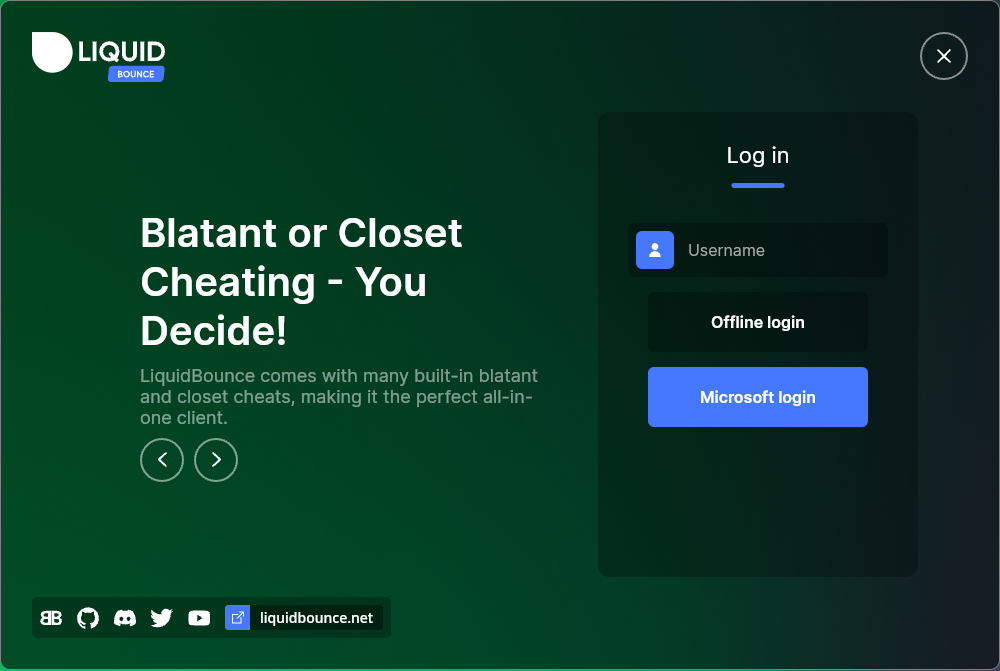 LIQUID
BOUNCE
Log in
Blatant or Closet
Cheating - You
Decide!
LiquidBounce comes with many built-in blatant
and closet cheats, making it the perfect all-in-
one client.
Username
Offline login
Microsoft login
liquidbounce.net